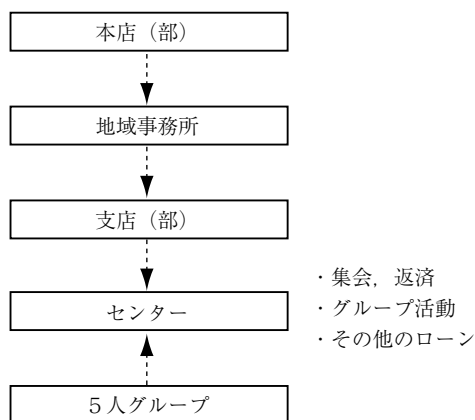 本店（部）
地域事務所
支店（部）
センター
・集会，返済
・グループ活動
・その他のローン
５人グループ